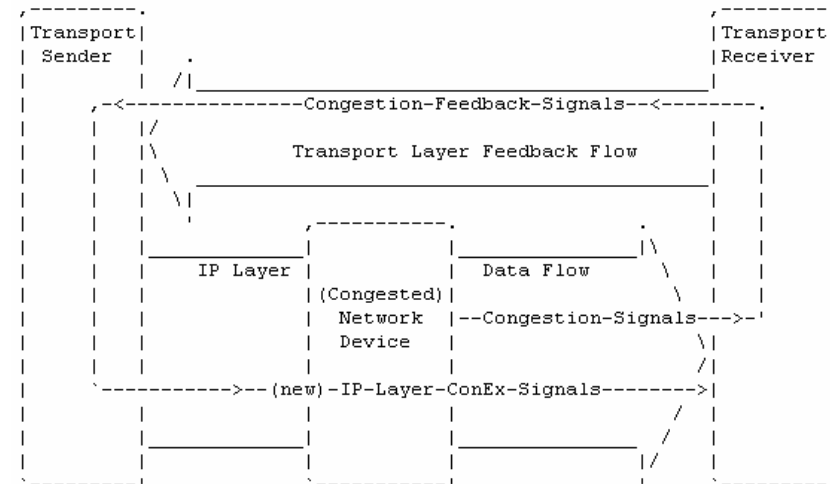 Transport Transport
Sender Receiver
Congestion-Feedback-Signals
Transport Layer Feedback Flow
IP Layer Data Flow
(Congested)
Network --Congestion-Signals--->-
Device
(new)-IP-Layer-ConEx-Signals